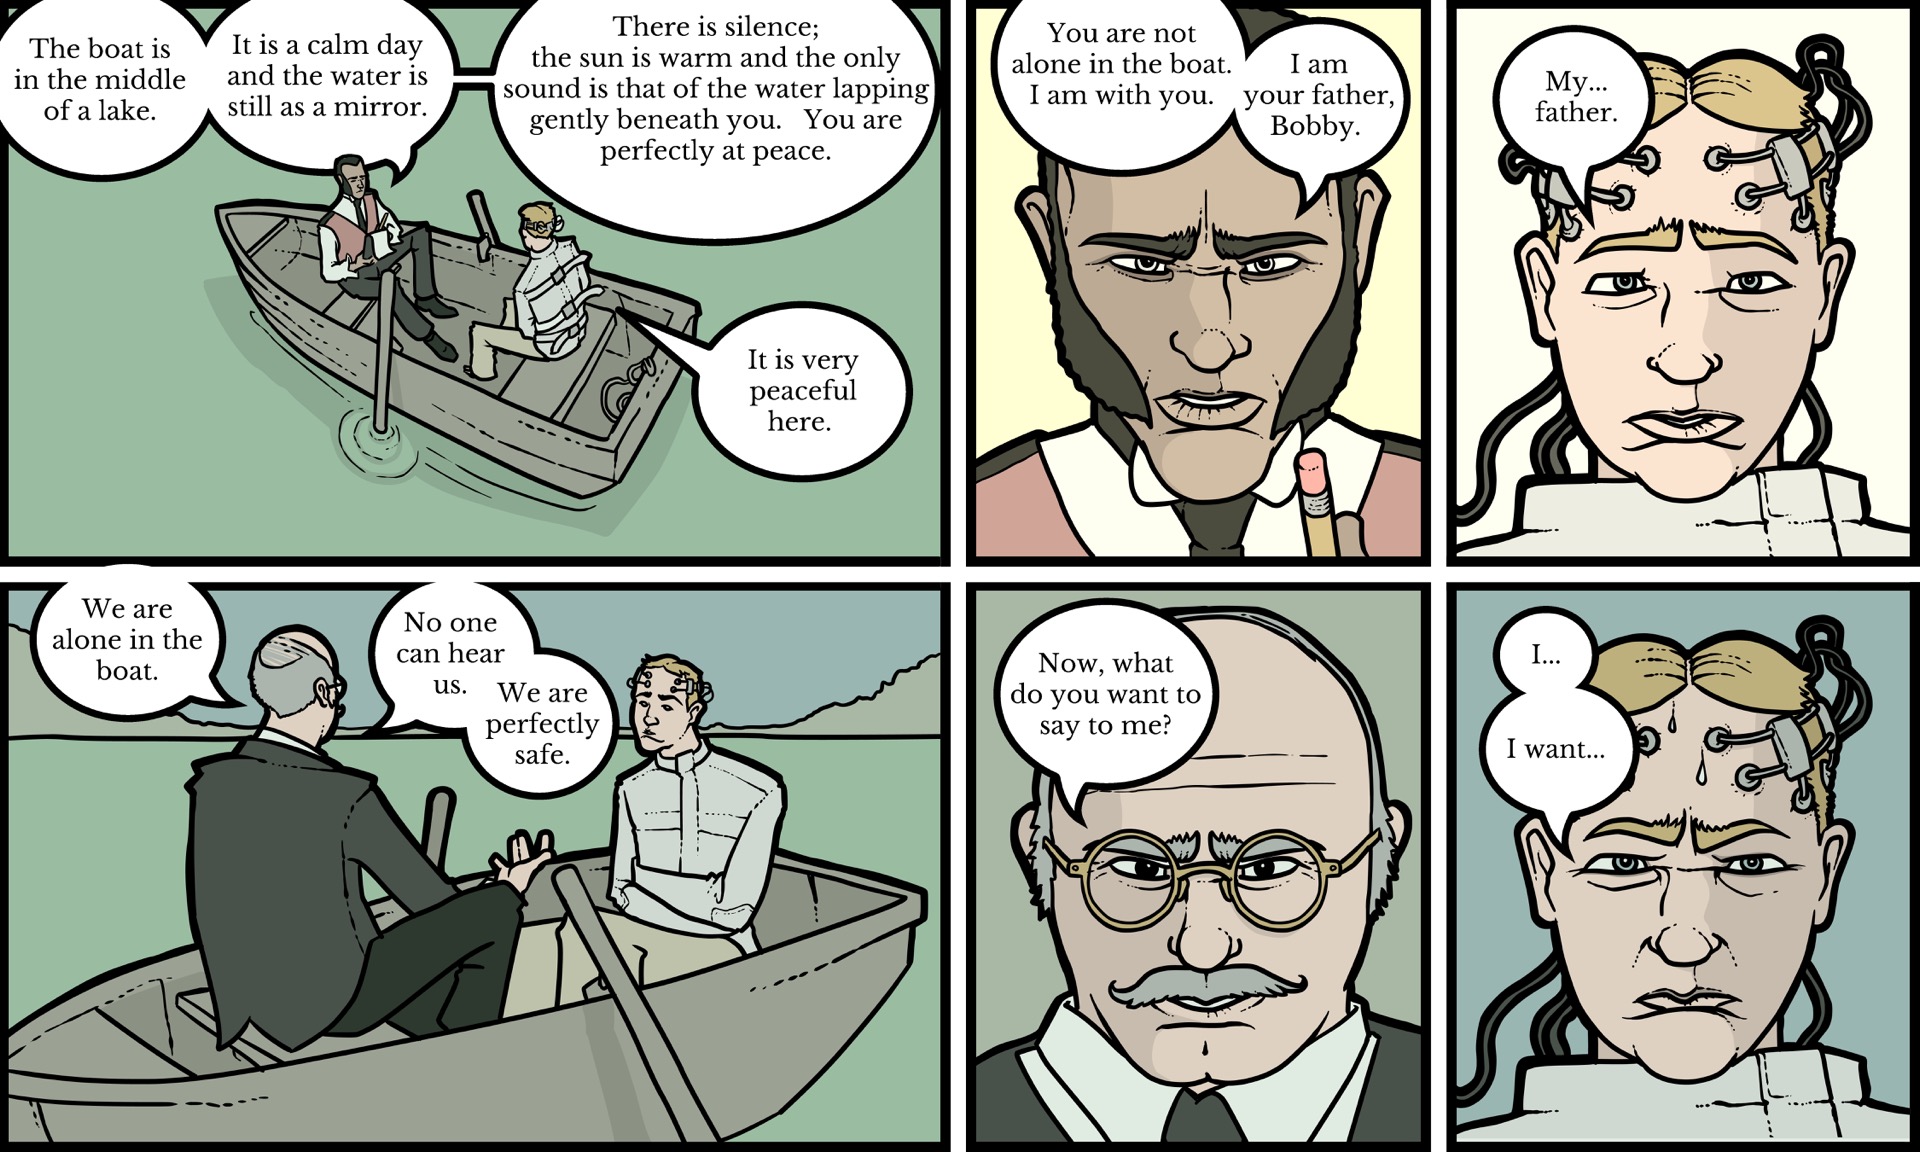 The boat is
in the middle
of a lake.
It is a calm day
and the water is
still as a mirror.
There is silence;
the sun is warm and the only
sound is that of the water lapping
gently beneath you. You are
perfectly at peace.
It is very
peaceful
here.
You are not
alone in the boat.
I am with you.
I am
your father,
Bobby.
My...
father.
We are
alone in the
boat.
No one
can hear
us.
We are
perfectly
safe.
Now, what
do you want to
say to me?
I...
I want...